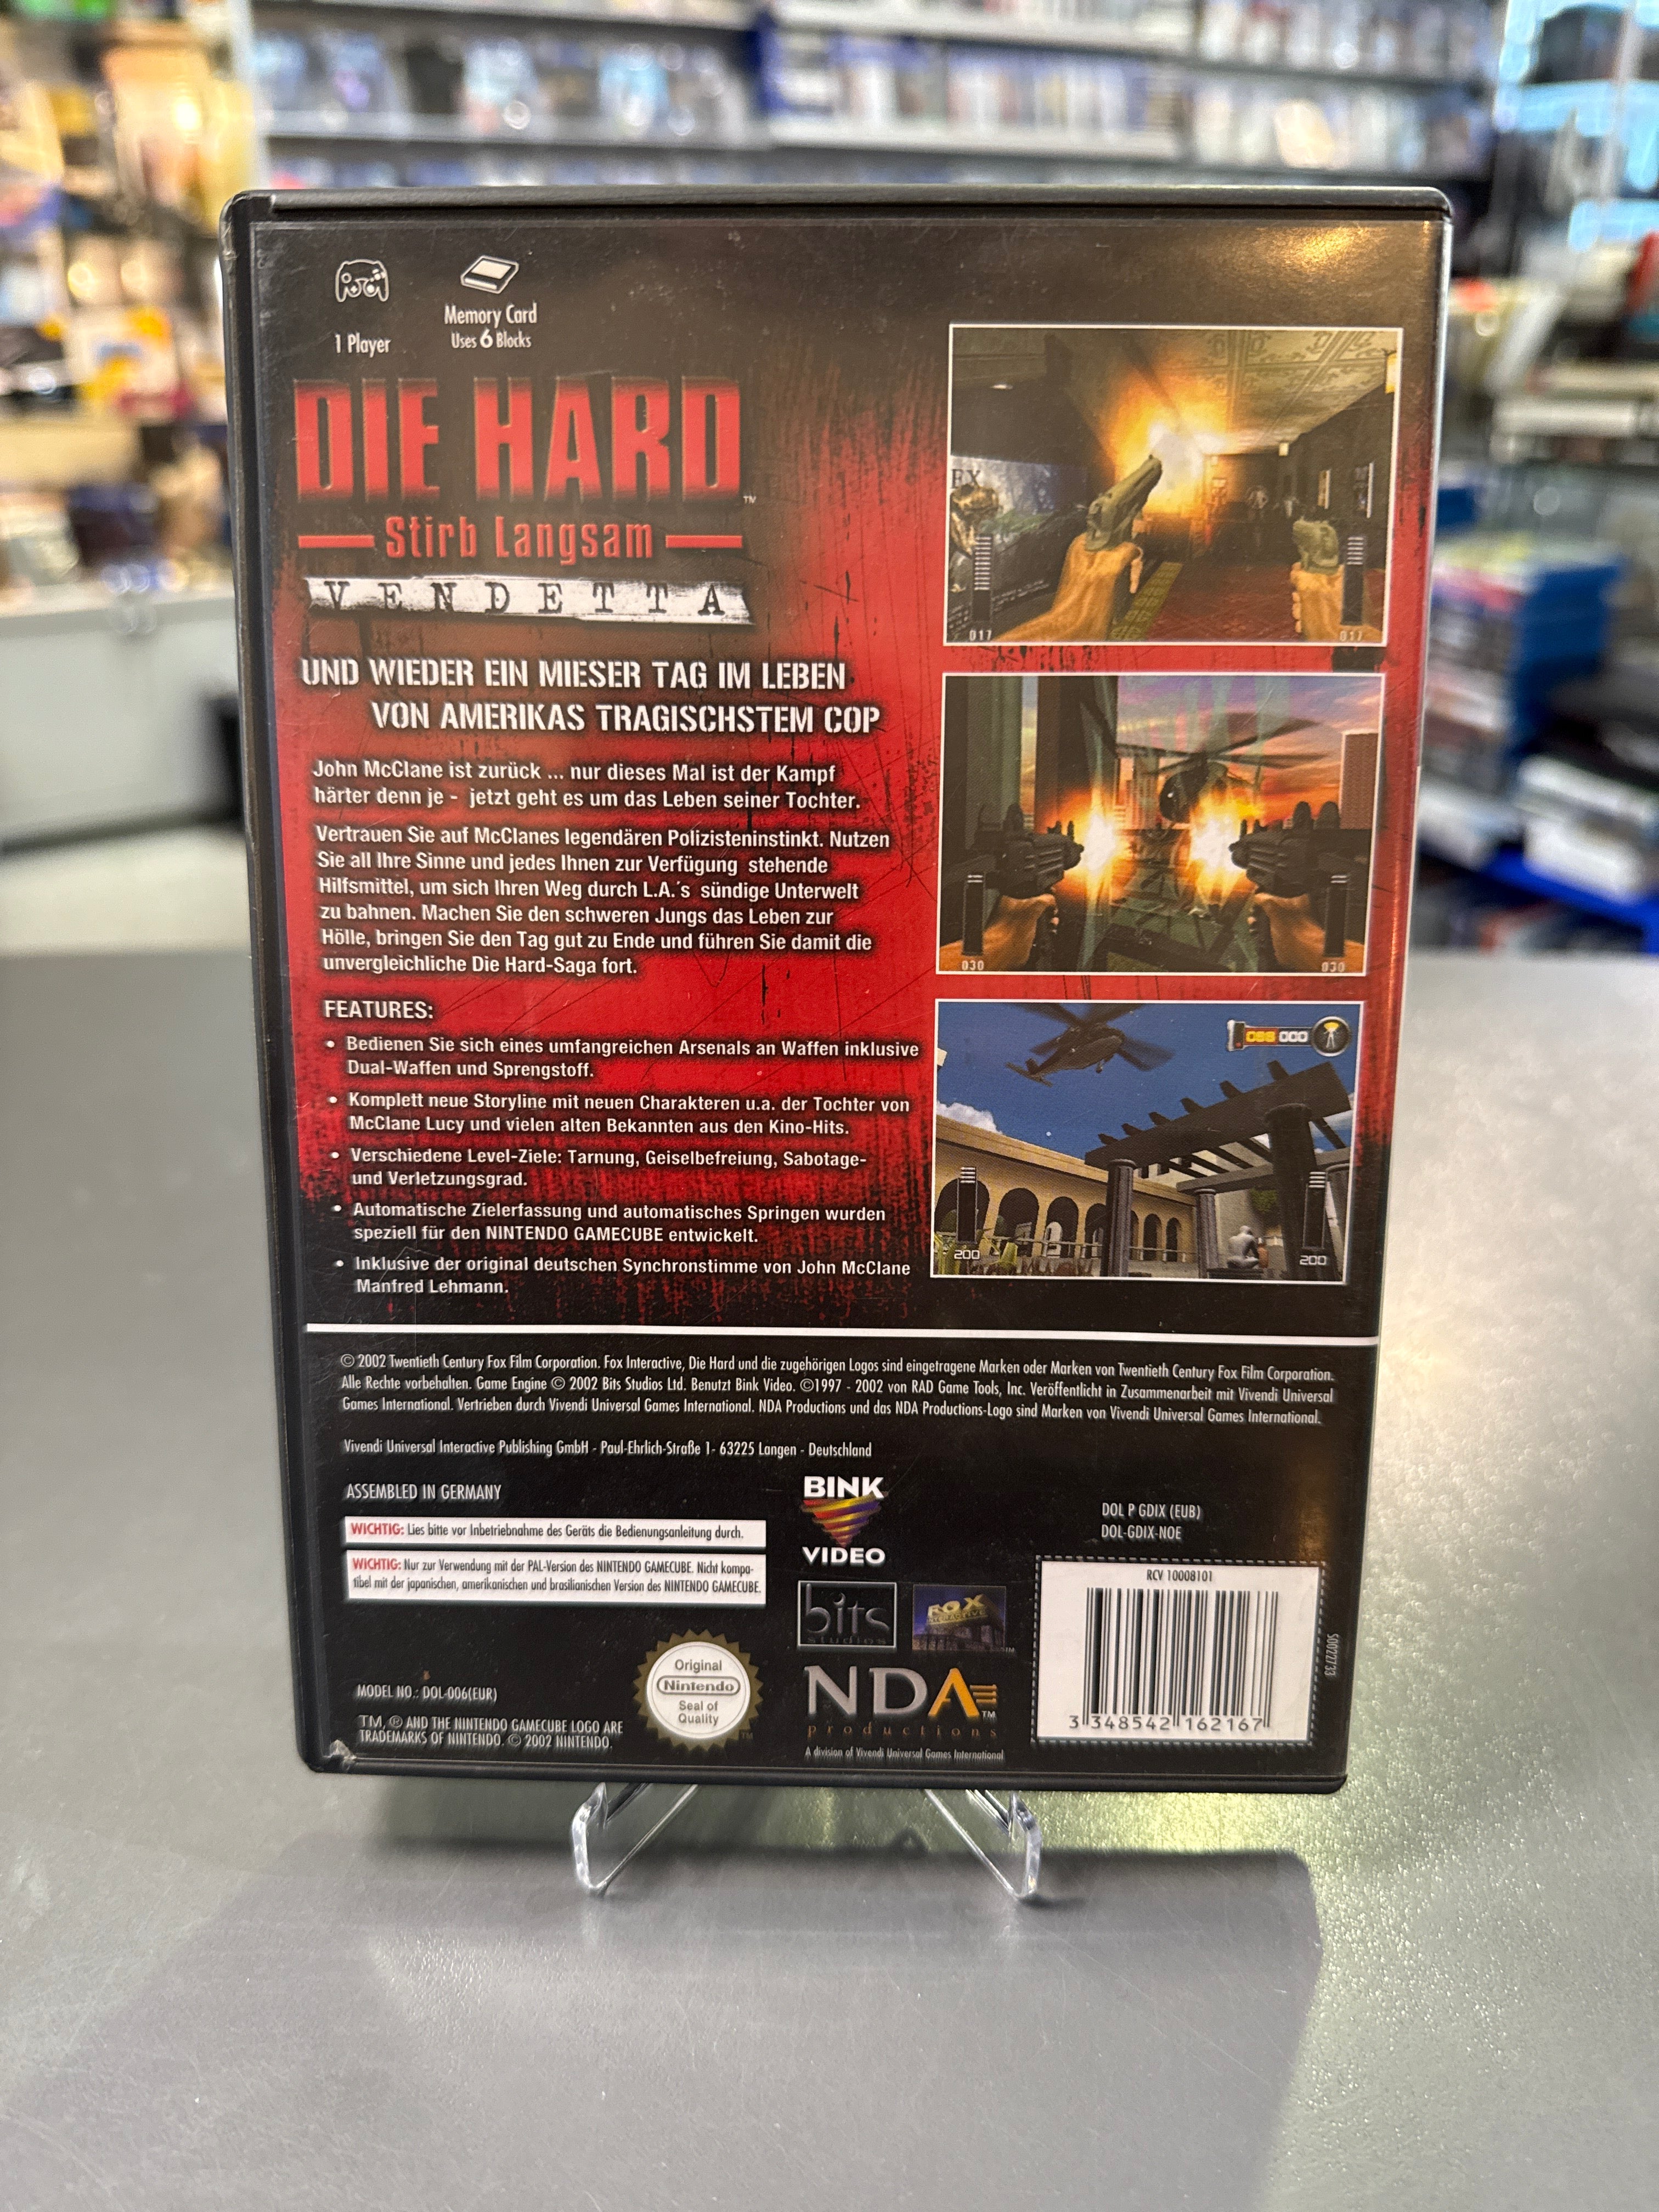 1 Player
Memory Card
Uses 6 Blocks
DIE HARD™
Stirb Langsam
VENDETTA
UND WIEDER EIN MIESER TAG IM LEBEN
VON AMERIKAS TRAGISCHSTEM COP
John McClane ist zurück ... nur dieses Mal ist der Kampf
härter denn je - jetzt geht es um das Leben seiner Tochter.
Vertrauen Sie auf McClanes legendären Polizisteninstinkt. Nutzen
Sie all Ihre Sinne und jedes Ihnen zur Verfügung stehende
Hilfsmittel, um sich Ihren Weg durch L.A.´s sündige Unterwelt
zu bahnen. Machen Sie den schweren Jungs das Leben zur
Hölle, bringen Sie den Tag gut zu Ende und führen Sie damit die
unvergleichliche Die Hard-Saga fort.
FEATURES:
• Bedienen Sie sich eines umfangreichen Arsenals an Waffen inklusive
Dual-Waffen und Sprengstoff.
• Komplett neue Storyline mit neuen Charakteren u.a. der Tochter von
McClane Lucy und vielen alten Bekannten aus den Kino-Hits.
• Verschiedene Level-Ziele: Tarnung, Geiselbefreiung, Sabotage-
und Verletzungsgrad.
• Automatische Zielerfassung und automatisches Springen wurden
speziell für den NINTENDO GAMECUBE entwickelt.
• Inklusive der original deutschen Synchronstimme von John McClane
Manfred Lehmann.
EX
017
017
030
030
000
200
200
© 2002 Twentieth Century Fox Film Corporation. Fox Interactive, Die Hard und die zugehörigen Logos sind eingetragene Marken oder Marken von Twentieth Century Fox Film Corporation.
Alle Rechte vorbehalten. Game Engine © 2002 Bits Studios Ltd. Benutzt Bink Video. ©1997 - 2002 von RAD Game Tools, Inc. Veröffentlicht in Zusammenarbeit mit Vivendi Universal
Games International. Vertrieben durch Vivendi Universal Games International. NDA Productions und das NDA Productions-Logo sind Marken von Vivendi Universal Games International.
Vivendi Universal Interactive Publishing GmbH - Paul-Ehrlich-Straße 1- 63225 Langen - Deutschland
ASSEMBLED IN GERMANY
WICHTIG: Lies bitte vor Inbetriebnahme des Geräts die Bedienungsanleitung durch.
WICHTIG: Nur zur Verwendung mit der PAL-Version des NINTENDO GAMECUBE. Nicht kompa-
tibel mit der japanischen, amerikanischen und brasilianischen Version des NINTENDO GAMECUBE.
MODEL NO.: DOL-006(EUR)
TM, ® AND THE NINTENDO GAMECUBE LOGO ARE
TRADEMARKS OF NINTENDO. © 2002 NINTENDO.
Original
Nintendo
Seal of
Quality
TM
BINK
VIDEO
bits
studios
FOX
INTERACTIVE
TM
NDA™
productions
A division of Vivendi Universal Games International
DOL P GDIX (EUB)
DOL-GDIX-NOE
RCV 10008101
3 348542 162167
S0022733